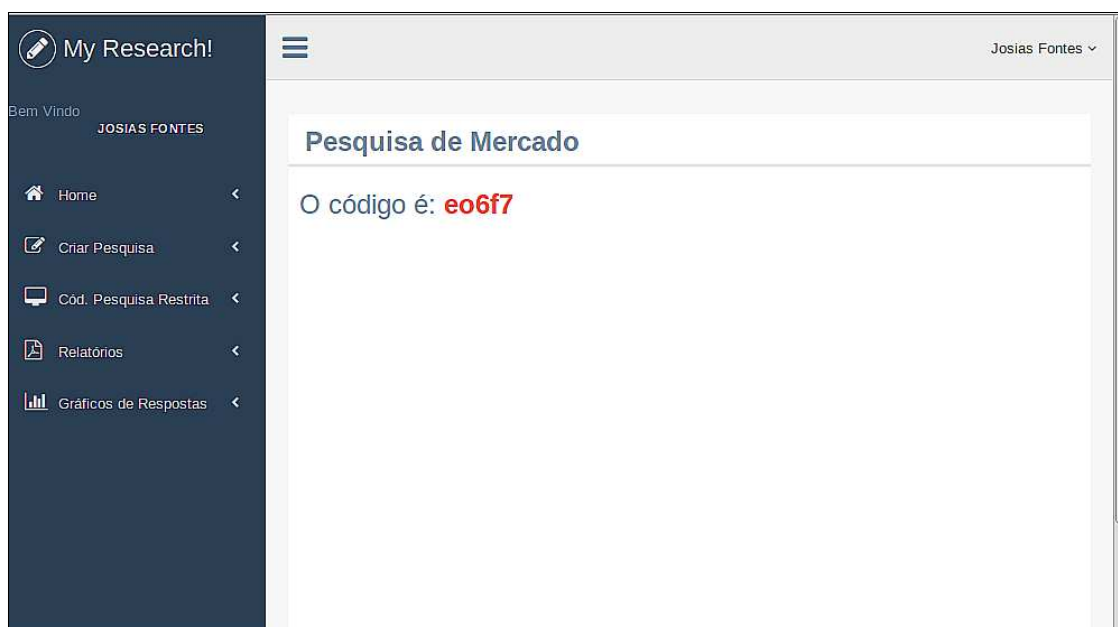 My Research!
Josias Fontes
Bem Vindo
JOSIAS FONTES
Pesquisa de Mercado
Home
O código é: eo6f7
Criar Pesquisa
Cód. Pesquisa Restrita
Relatórios
Gráficos de Respostas